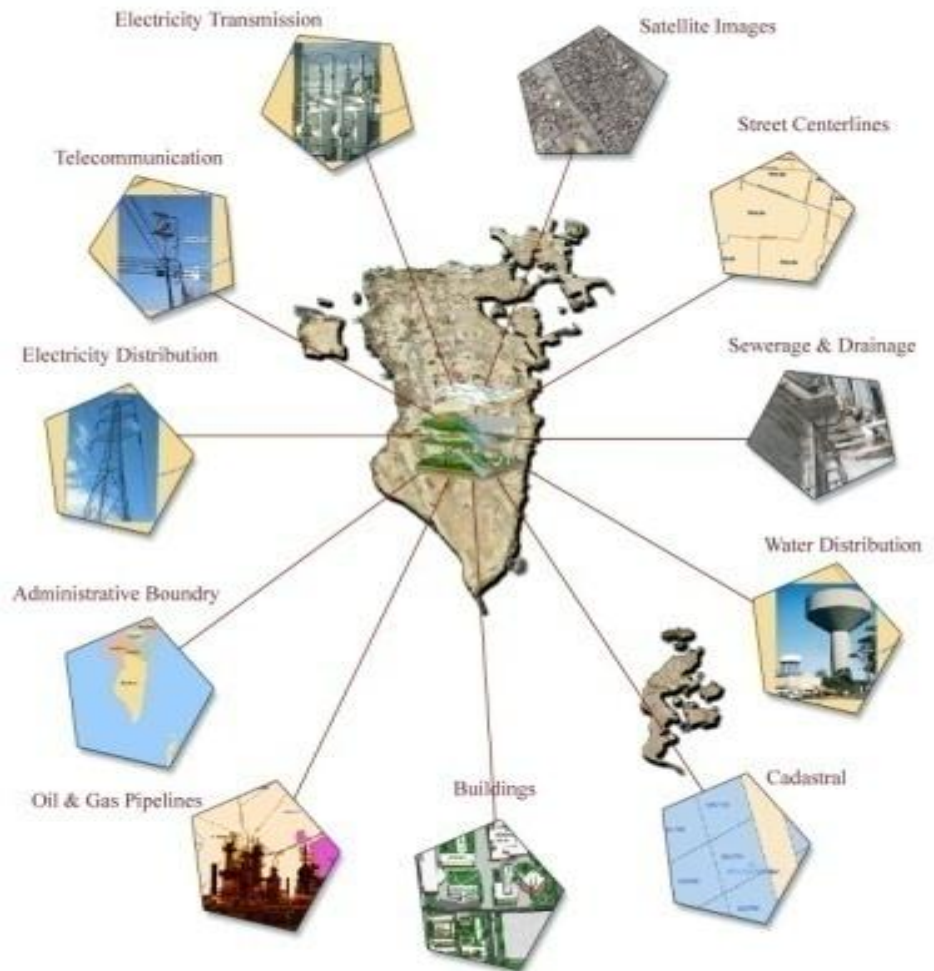 Electricity Transmission
Satellite Images
Street Centerlines
Telecommunication
Electricity Distribution
Sewerage & Drainage
Water Distribution
Administrative Boundry
Oil & Gas Pipelines
Buildings
Cadastral